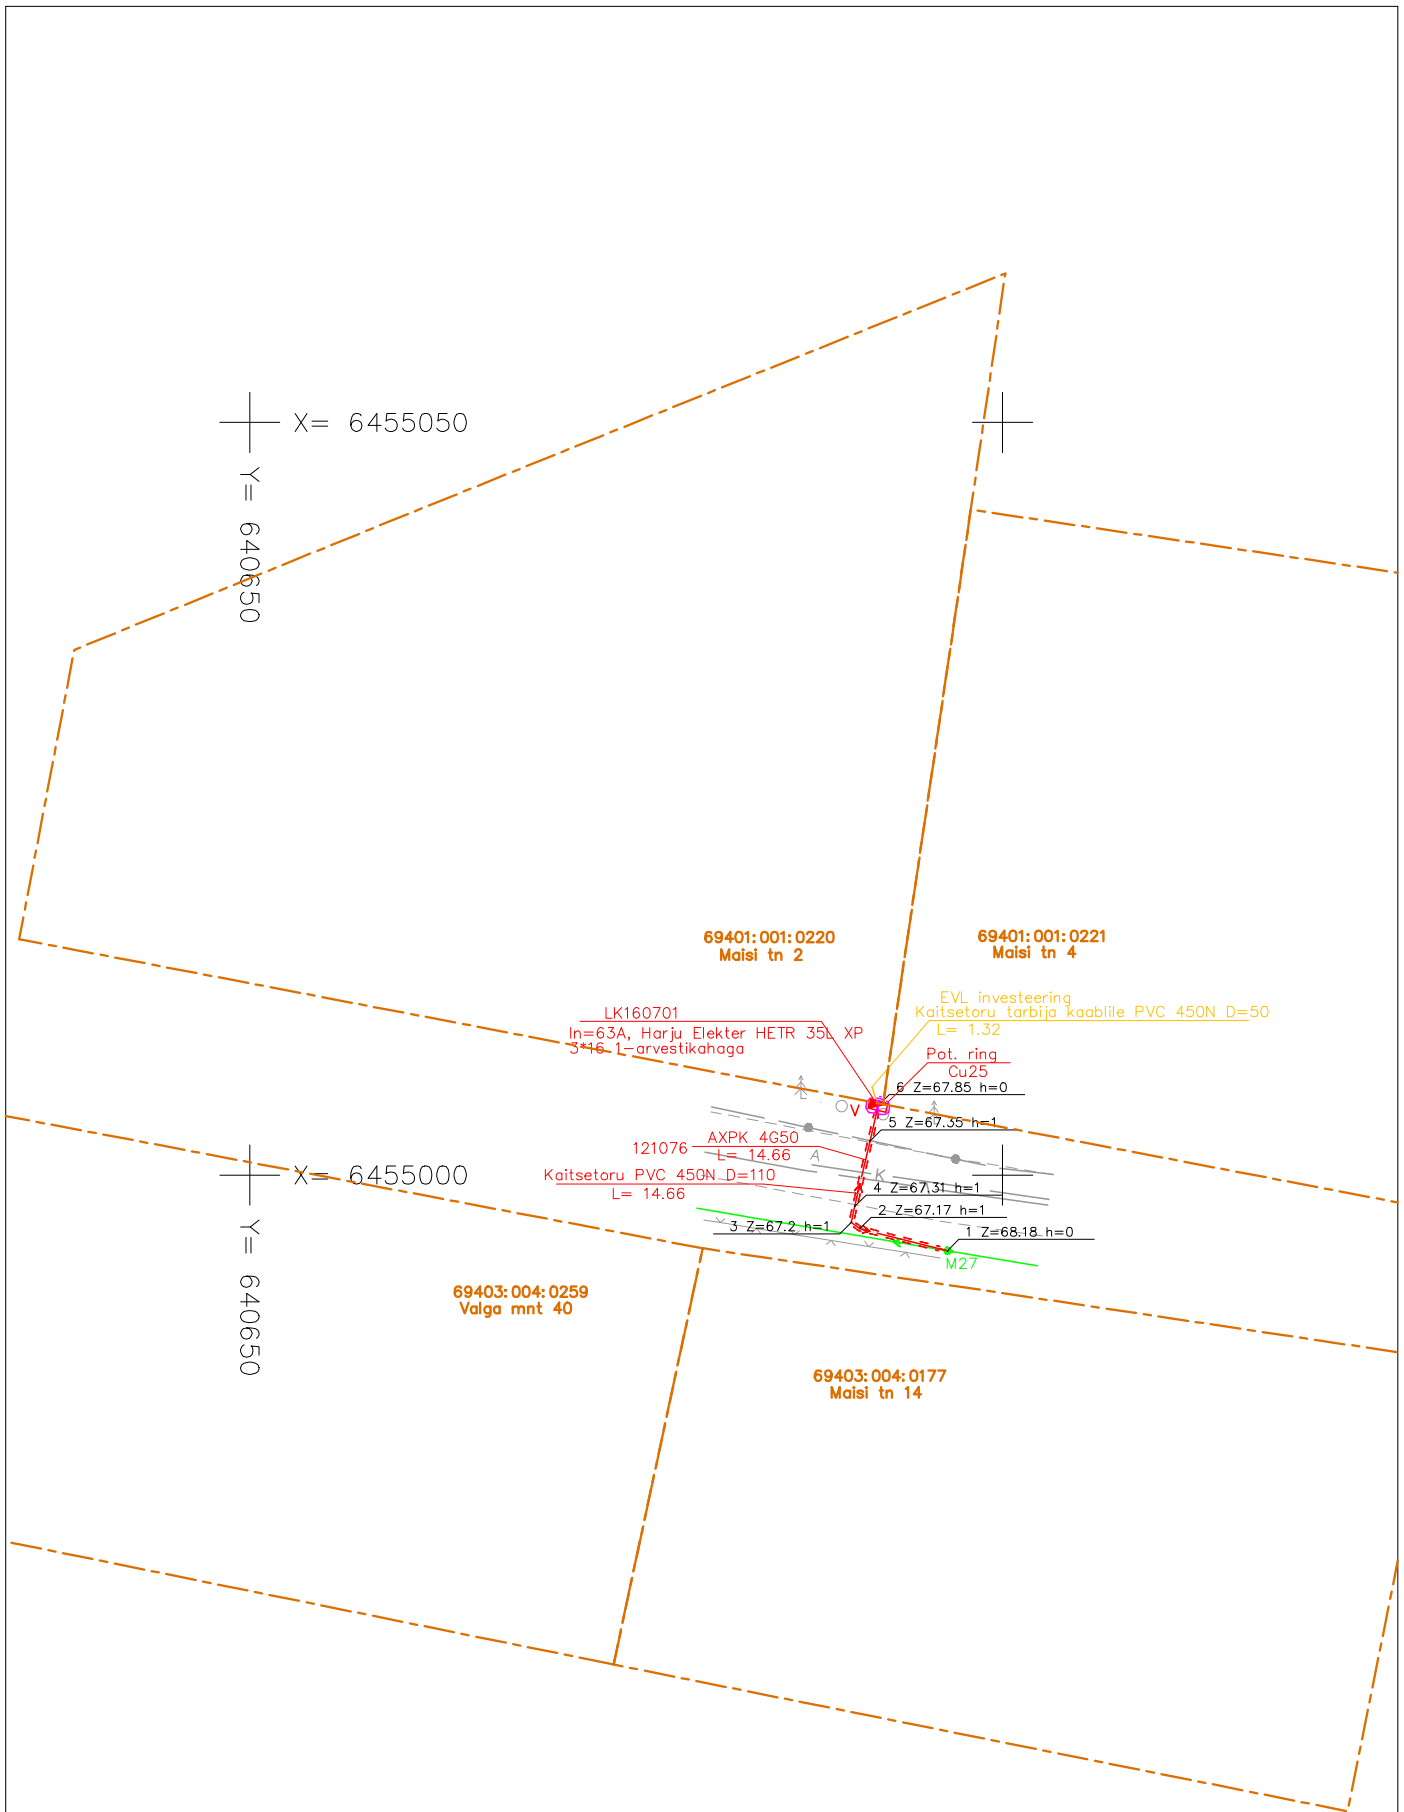 X= 6455050
Y= 640650
69401:001:0220
Maisi tn 2
69401:001:0221
Maisi tn 4
EVL investeering
Kaitsetoru tarbija kaablile PVC 450N D=50
L= 1.32
LK160701
In=63A, Harju Elekter HETR 35L XP
3*16 1-arvestikahaga
Pot. ring
Cu25
6 Z=67.85 h=0
V
5 Z=67.35 h=1
121076
AXPK 4G50
L= 14.66
A
K
X= 6455000
Kaitsetoru PVC 450N D=110
L= 14.66
4 Z=67.31 h=1
2 Z=67.17 h=1
3 Z=67.2 h=1
1 Z=68.18 h=0
M27
Y= 640650
69403:004:0259
Valga mnt 40
69403:004:0177
Maisi tn 14